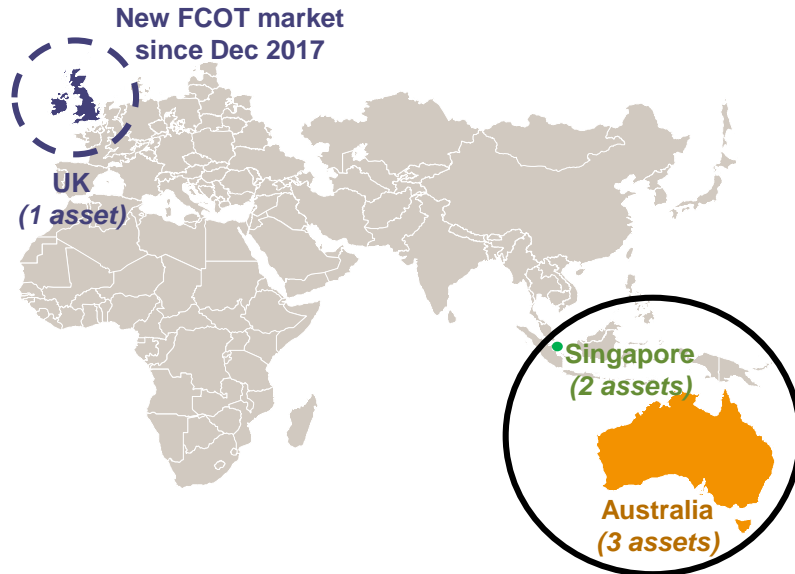 New FCOT market
since Dec 2017
UK
(1 asset)
Singapore
(2 assets)
Australia
(3 assets)